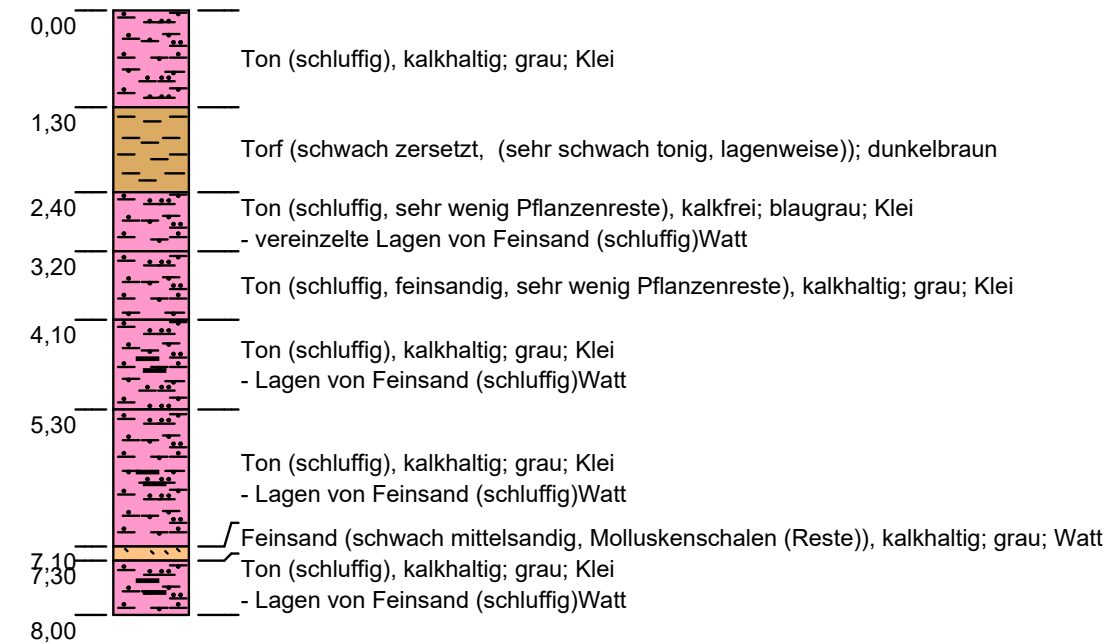 0,00
Ton (schluffig), kalkhaltig; grau; Klei
1,30
Torf (schwach zersetzt, (sehr schwach tonig, lagenweise)); dunkelbraun
2,40
Ton (schluffig, sehr wenig Pflanzenreste), kalkfrei; blaugrau; Klei
- vereinzelte Lagen von Feinsand (schluffig)Watt
3,20
Ton (schluffig, feinsandig, sehr wenig Pflanzenreste), kalkhaltig; grau; Klei
4,10
Ton (schluffig), kalkhaltig; grau; Klei
- Lagen von Feinsand (schluffig)Watt
5,30
Ton (schluffig), kalkhaltig; grau; Klei
- Lagen von Feinsand (schluffig)Watt
Feinsand (schwach mittelsandig, Molluskenschalen (Reste)), kalkhaltig; grau; Watt
7,10
7,30
Ton (schluffig), kalkhaltig; grau; Klei
- Lagen von Feinsand (schluffig)Watt
8,00